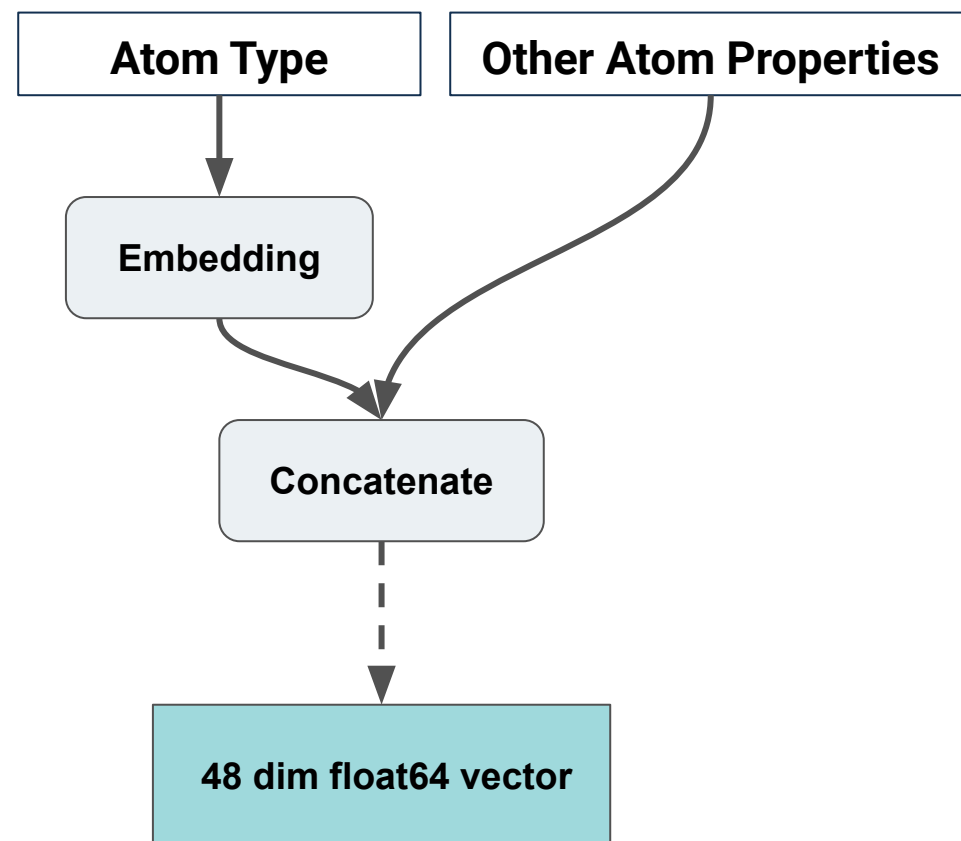 Atom Type
Other Atom Properties
Embedding
Concatenate
48 dim float64 vector